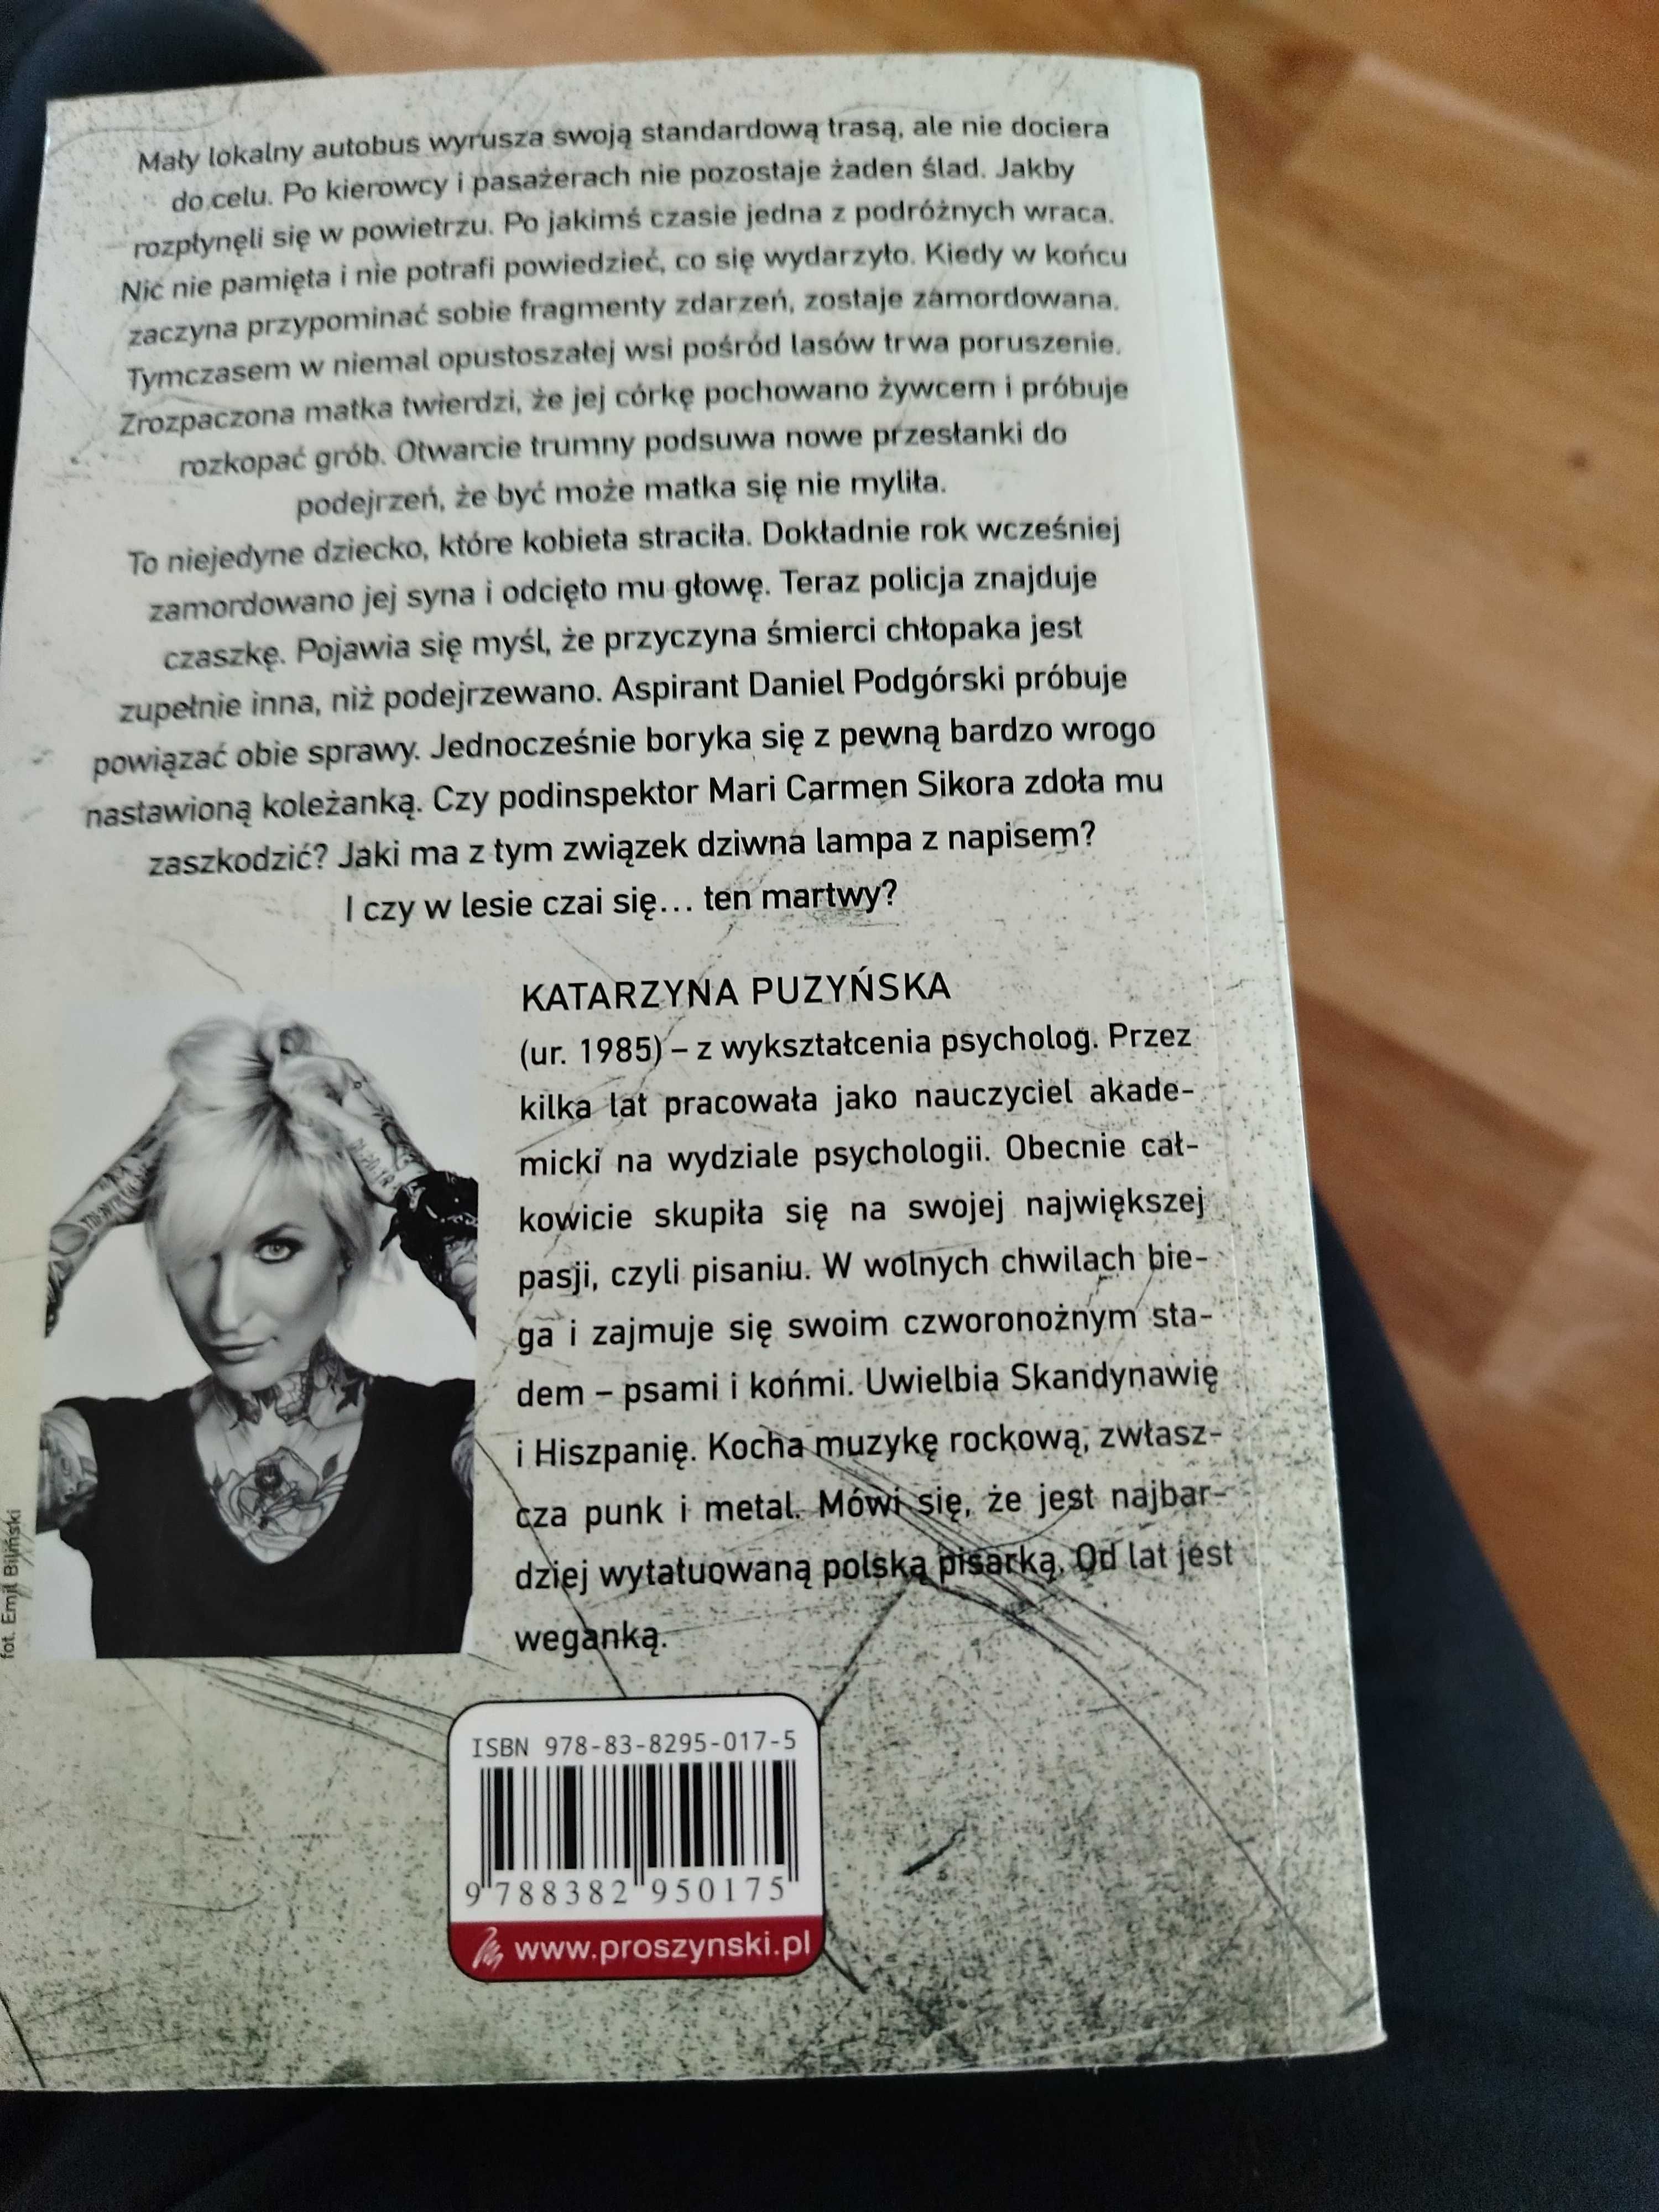 Mały lokalny autobus wyrusza swoją standardową trasą, ale nie dociera
do celu. Po kierowcy i pasażerach nie pozostaje żaden ślad. Jakby
rozpłynęli się w powietrzu. Po jakimś czasie jedna z podróżnych wraca.
Nic nie pamięta i nie potrafi powiedzieć, co się wydarzyło. Kiedy w końcu
zaczyna przypominać sobie fragmenty zdarzeń, zostaje zamordowana.
Tymczasem w niemal opustoszałej wsi pośród lasów trwa poruszenie.
Zrozpaczona matka twierdzi, że jej córkę pochowano żywcem i próbuje
rozkopać grób. Otwarcie trumny podsuwa nowe przesłanki do
podejrzeń, że być może matka się nie myliła.
To niejedyne dziecko, które kobieta straciła. Dokładnie rok wcześniej
zamordowano jej syna i odcięto mu głowę. Teraz policja znajduje
czaszkę. Pojawia się myśl, że przyczyna śmierci chłopaka jest
zupełnie inna, niż podejrzewano. Aspirant Daniel Podgórski próbuje
powiązać obie sprawy. Jednocześnie boryka się z pewną bardzo wrogo
nastawioną koleżanką. Czy podinspektor Mari Carmen Sikora zdoła mu
zaszkodzić? Jaki ma z tym związek dziwna lampa z napisem?
I czy w lesie czai się... ten martwy?
KATARZYNA PUZYŃSKA
(ur. 1985) – z wykształcenia psycholog. Przez
kilka lat pracowała jako nauczyciel akade-
micki na wydziale psychologii. Obecnie cał-
kowicie skupiła się na swojej największej
pasji, czyli pisaniu. W wolnych chwilach bie-
ga i zajmuje się swoim czworonożnym sta-
dem – psami i końmi. Uwielbia Skandynawię
i Hiszpanię. Kocha muzykę rockową, zwłasz-
cza punk i metal. Mówi się, że jest najbar-
dziej wytatuowaną polską pisarką. Od lat jest
weganką.
fot. Emil Biliński
ISBN 978-83-8295-017-5
9 788382 950175
www.proszynski.pl